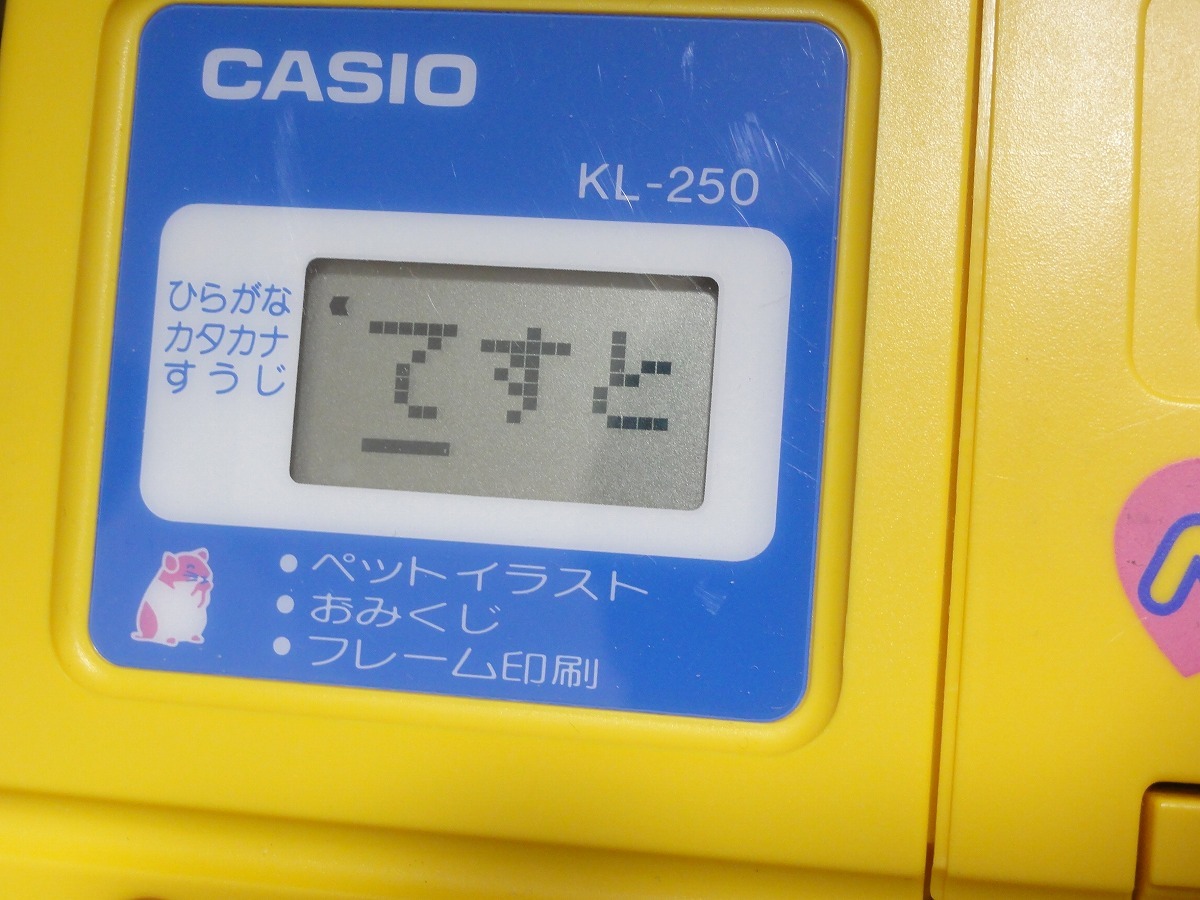 CASIO
KL-250
ひらがな
カタカナ
すうじ
てすと
• ペットイラスト
• おみくじ
• フレーム印刷